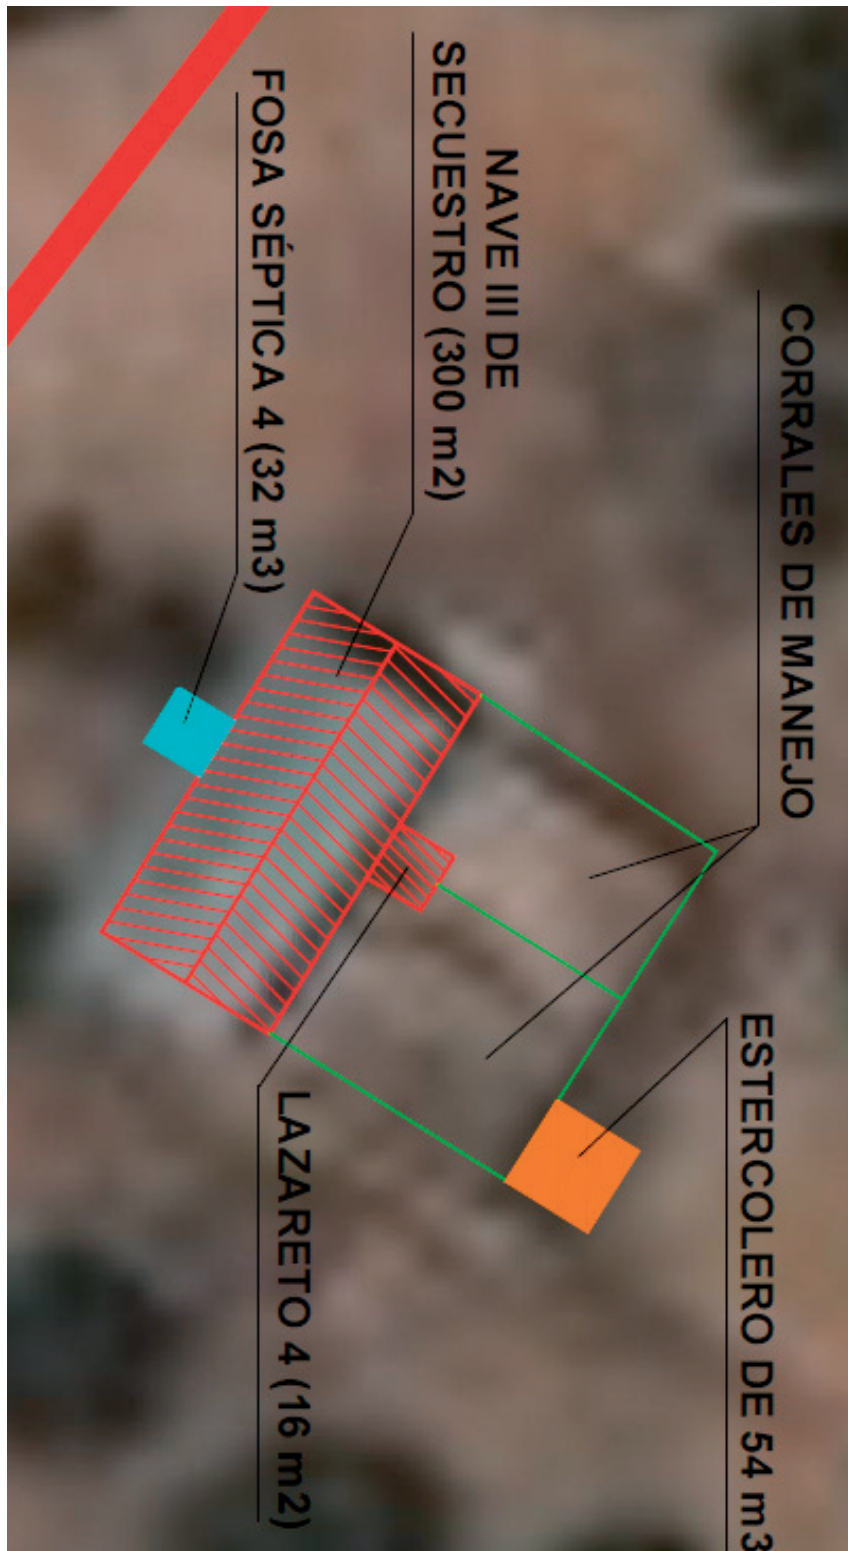 CORRALES DE MANEJO
ESTERCOLERO DE 54 m3
NAVE III DE
SECUESTRO (300 m2)
FOSA SÉPTICA 4 (32 m3)
LAZARETO 4 (16 m2)